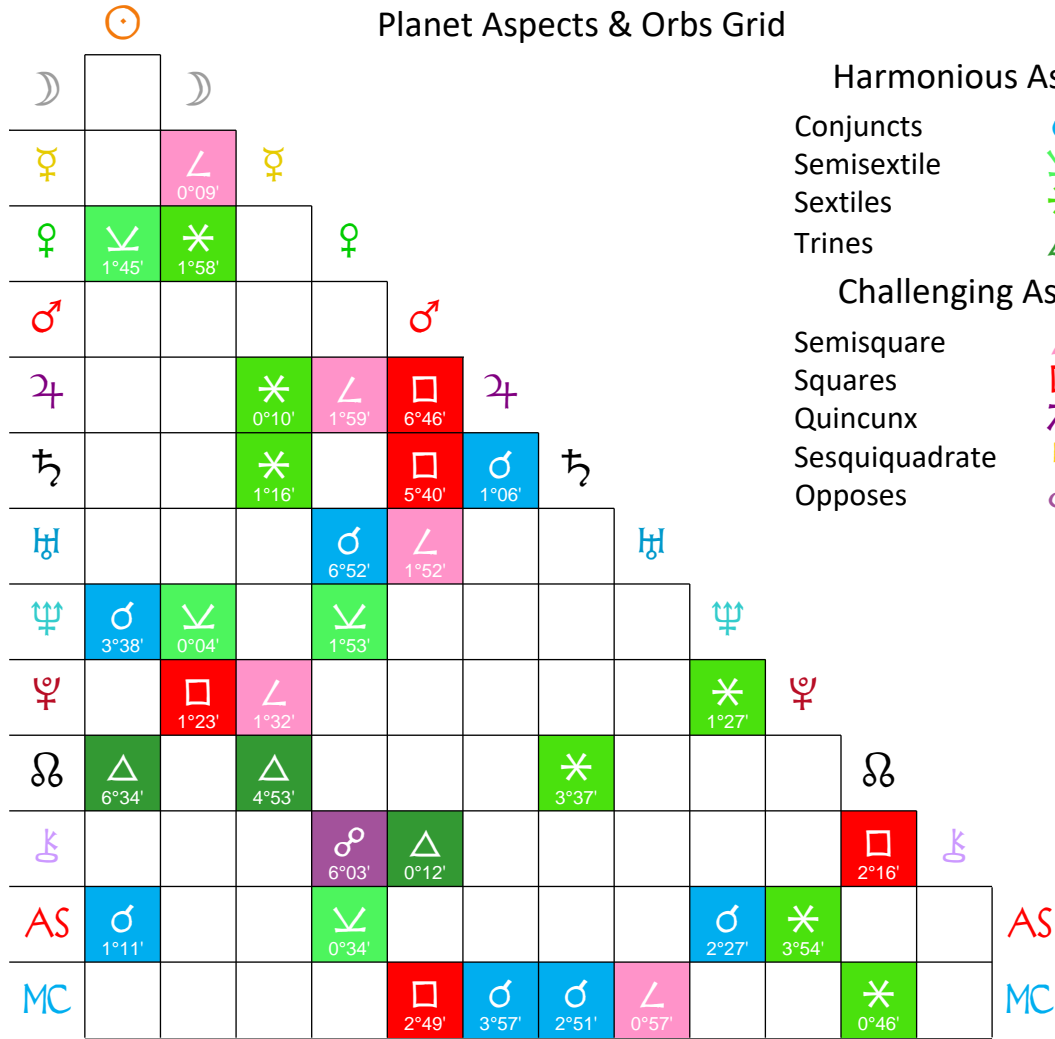 ☉ Planet Aspects & Orbs Grid
☽ ☽
☿ ∠ ☿
0°09'
♀ ⚺ ⚹ ♀
1°45' 1°58'
♂ ♂
♃ ⚹ ∠ □ ♃
0°10' 1°59' 6°46'
♄ ⚹ □ ☌ ♄
1°16' 5°40' 1°06'
♅ ☌ ∠ ♅
6°52' 1°52'
♆ ☌ ⚺ ⚺ ♆
3°38' 0°04' 1°53'
♇ □ ∠ ⚹ ♇
1°23' 1°32' 1°27'
☊ △ △ ⚹ ☊
6°34' 4°53' 3°37'
⚷ ☍ △ □ ⚷
6°03' 0°12' 2°16'
AS ☌ ⚺ ☌ ⚹ AS
1°11' 0°34' 2°27' 3°54'
MC □ ☌ ☌ ∠ ⚹ MC
2°49' 3°57' 2°51' 0°57' 0°46'
Harmonious As
Conjuncts
Semisextile
Sextiles
Trines
Challenging As
Semisquare
Squares
Quincunx
Sesquiquadrate
Opposes